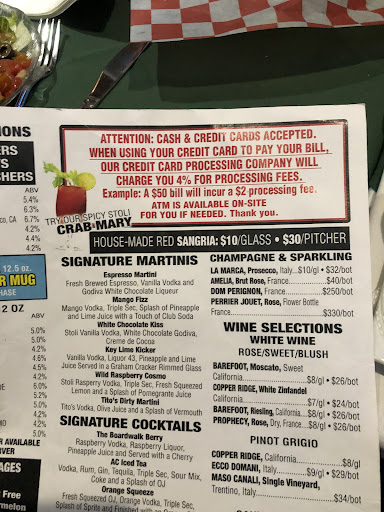 ATTENTION: CASH & CREDIT CARDS ACCEPTED.
WHEN USING YOUR CREDIT CARD TO PAY YOUR BILL,
OUR CREDIT CARD PROCESSING COMPANY WILL
CHARGE YOU 4% FOR PROCESSING FEES.
Example: A $50 bill will incur a $2 processing fee.
ATM IS AVAILABLE ON-SITE
FOR YOU IF NEEDED. Thank you.
TRY OUR SPICY STOLI
CRAB MARY
HOUSE-MADE RED SANGRIA: $10/GLASS • $30/PITCHER
SIGNATURE MARTINIS
Espresso Martini
Fresh Brewed Espresso, Vanilla Vodka and
Godiva White Chocolate Liqueur
Mango Fizz
Mango Vodka, Triple Sec, Splash of Pineapple
and Lime Juice with a Touch of Club Soda
White Chocolate Kiss
Stoli Vanilla Vodka, White Chocolate Godiva,
Creme de Cocoa
Key Lime Kicker
Vanilla Vodka, Liquor 43, Pineapple and Lime
Juice Served in a Graham Cracker Rimmed Glass
Wild Raspberry Cosmo
Stoli Rasperry Vodka, Triple Sec, Fresh Squeezed
Lemon and a Splash of Pomegranate Juice
Tito's Dirty Martini
Tito's Vodka, Olive Juice and a Splash of Vermouth
SIGNATURE COCKTAILS
The Boardwalk Berry
Raspberry Vodka, Raspberry Liquor,
Pineapple Juice and Served with a Cherry
AC Iced Tea
Vodka, Rum, Gin, Tequila, Triple Sec, Sour Mix,
Coke and a Splash of OJ
Orange Squeeze
Fresh Squeezed OJ, Orange Vodka, Triple Sec,
CHAMPAGNE & SPARKLING
LA MARCA, Prosecco, Italy...$10/gl • $32/bot
AMELIA, Brut, Rose, France............$40/bot
DOM PERIGNON, France............$250/bot
PERRIER JOUET, Rose, Flower Bottle
France............$330/bot
WINE SELECTIONS
WHITE WINE
ROSE/SWEET/BLUSH
BAREFOOT, Moscato, Sweet
California............$8/gl • $26/bot
COPPER RIDGE, White Zinfandel
California............$7/gl • $24/bot
BAREFOOT, Riesling, California...$8/gl • $26/bot
PROPHECY, Rose, Dry, France...$8/gl • $26/bot
PINOT GRIGIO
COPPER RIDGE, California............$8/gl
ECCO DOMANI, Italy............$9/gl • $29/bot
MASO CANALI, Single Vineyard,
Trentino, Italy............$34/bot
IONS
ERS
TS
CHERS
ABV
5.4%
6.3%
co, CA 6.7%
4.2%
4.4%
4.2%
12.5 oz.
R MUG
HASE
2 OZ
ABV
5.0%
5.0%
4.2%
4.6%
4.5%
4.2%
5.0%
6.0%
5.0%
4.2%
4.2%
5.0%
R AVAILABLE
RVER
AGES
Free
rmelon